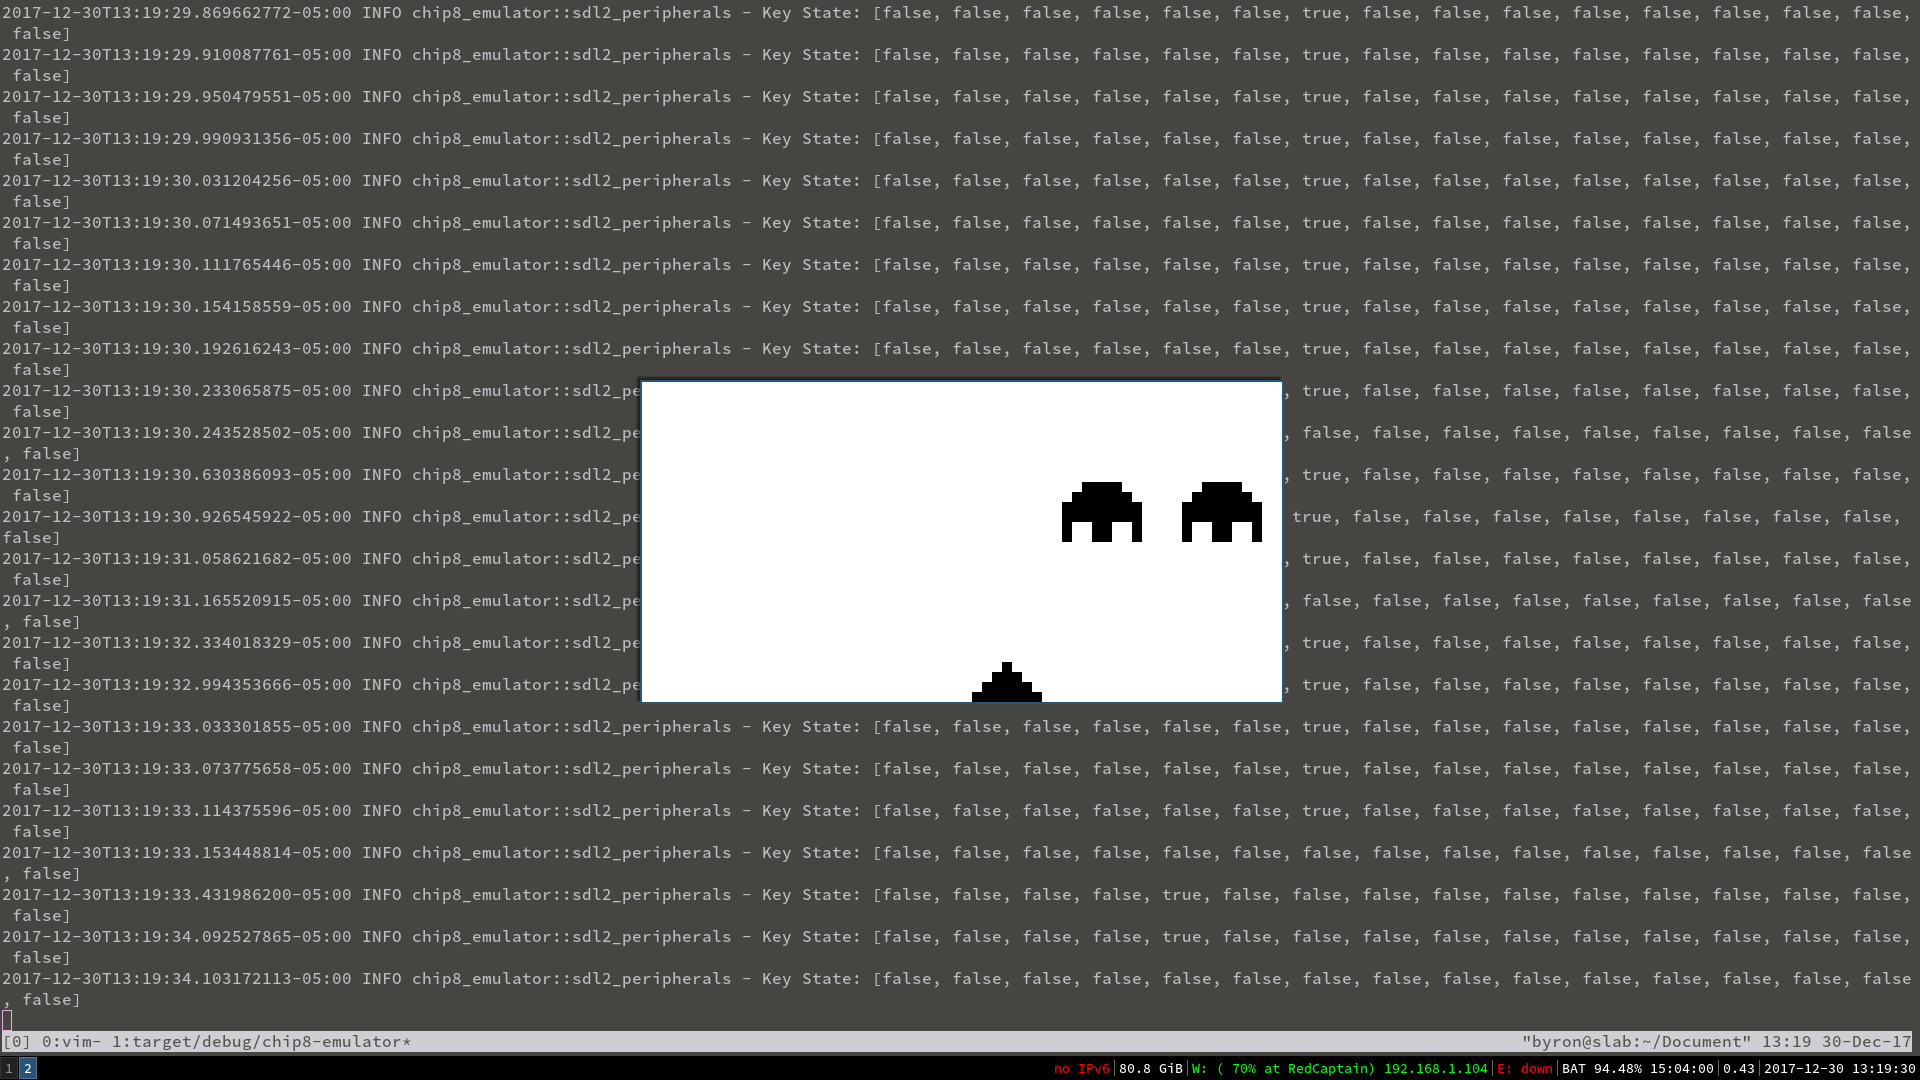 2017-12-30T13:19:29.869662772-05:00 INFO chip8_emulator::sdl2_peripherals - Key State: [false, false, false, false, false, false, true, false, false, false, false, false, false, false, false,
false]
2017-12-30T13:19:29.910087761-05:00 INFO chip8_emulator::sdl2_peripherals - Key State: [false, false, false, false, false, false, true, false, false, false, false, false, false, false, false,
false]
2017-12-30T13:19:29.950479551-05:00 INFO chip8_emulator::sdl2_peripherals - Key State: [false, false, false, false, false, false, true, false, false, false, false, false, false, false, false,
false]
2017-12-30T13:19:29.990931356-05:00 INFO chip8_emulator::sdl2_peripherals - Key State: [false, false, false, false, false, false, true, false, false, false, false, false, false, false, false,
false]
2017-12-30T13:19:30.031204256-05:00 INFO chip8_emulator::sdl2_peripherals - Key State: [false, false, false, false, false, false, true, false, false, false, false, false, false, false, false,
false]
2017-12-30T13:19:30.071493651-05:00 INFO chip8_emulator::sdl2_peripherals - Key State: [false, false, false, false, false, false, true, false, false, false, false, false, false, false, false,
false]
2017-12-30T13:19:30.111765446-05:00 INFO chip8_emulator::sdl2_peripherals - Key State: [false, false, false, false, false, false, true, false, false, false, false, false, false, false, false,
false]
2017-12-30T13:19:30.154158559-05:00 INFO chip8_emulator::sdl2_peripherals - Key State: [false, false, false, false, false, false, true, false, false, false, false, false, false, false, false,
false]
2017-12-30T13:19:30.192616243-05:00 INFO chip8_emulator::sdl2_peripherals - Key State: [false, false, false, false, false, false, true, false, false, false, false, false, false, false, false,
false]
2017-12-30T13:19:30.233065875-05:00 INFO chip8_emulator::sdl2_pe , true, false, false, false, false, false, false, false, false,
false]
2017-12-30T13:19:30.243528502-05:00 INFO chip8_emulator::sdl2_pe , false, false, false, false, false, false, false, false, false
, false]
2017-12-30T13:19:30.630386093-05:00 INFO chip8_emulator::sdl2_pe , true, false, false, false, false, false, false, false, false,
false]
2017-12-30T13:19:30.926545922-05:00 INFO chip8_emulator::sdl2_pe true, false, false, false, false, false, false, false, false,
false]
2017-12-30T13:19:31.058621682-05:00 INFO chip8_emulator::sdl2_pe , true, false, false, false, false, false, false, false, false,
false]
2017-12-30T13:19:31.165520915-05:00 INFO chip8_emulator::sdl2_pe , false, false, false, false, false, false, false, false, false
, false]
2017-12-30T13:19:32.334018329-05:00 INFO chip8_emulator::sdl2_pe , true, false, false, false, false, false, false, false, false,
false]
2017-12-30T13:19:32.994353666-05:00 INFO chip8_emulator::sdl2_pe , true, false, false, false, false, false, false, false, false,
false]
2017-12-30T13:19:33.033301855-05:00 INFO chip8_emulator::sdl2_peripherals - Key State: [false, false, false, false, false, false, true, false, false, false, false, false, false, false, false,
false]
2017-12-30T13:19:33.073775658-05:00 INFO chip8_emulator::sdl2_peripherals - Key State: [false, false, false, false, false, false, true, false, false, false, false, false, false, false, false,
false]
2017-12-30T13:19:33.114375596-05:00 INFO chip8_emulator::sdl2_peripherals - Key State: [false, false, false, false, false, false, true, false, false, false, false, false, false, false, false,
false]
2017-12-30T13:19:33.153448814-05:00 INFO chip8_emulator::sdl2_peripherals - Key State: [false, false, false, false, false, false, false, false, false, false, false, false, false, false, false
, false]
2017-12-30T13:19:33.431986200-05:00 INFO chip8_emulator::sdl2_peripherals - Key State: [false, false, false, false, true, false, false, false, false, false, false, false, false, false, false,
false]
2017-12-30T13:19:34.092527865-05:00 INFO chip8_emulator::sdl2_peripherals - Key State: [false, false, false, false, true, false, false, false, false, false, false, false, false, false, false,
false]
2017-12-30T13:19:34.103172113-05:00 INFO chip8_emulator::sdl2_peripherals - Key State: [false, false, false, false, false, false, false, false, false, false, false, false, false, false, false
, false]
[0] 0:vim- 1:target/debug/chip8-emulator* "byron@slab:~/Document" 13:19 30-Dec-17
1 2 no IPv6|80.8 GiB|W: ( 70% at RedCaptain) 192.168.1.104|E: down|BAT 94.48% 15:04:00|0.43|2017-12-30 13:19:30